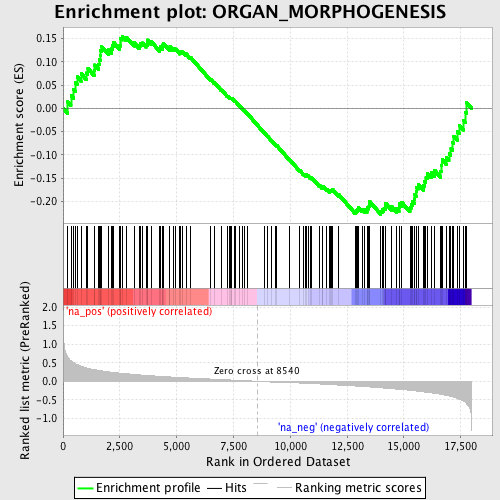 Enrichment plot: ORGAN_MORPHOGENESIS
Enrichment score (ES)
0.15
0.10
0.05
0.00
-0.05
-0.10
-0.15
-0.20
'na_pos' (positively correlated)
Ranked list metric (PreRanked)
2.0
1.5
1.0
0.5
0.0
-0.5
-1.0
Zero cross at 8540
'na_neg' (negatively correlated)
0
2,500
5,000
7,500
10,000
12,500
15,000
17,500
Rank in Ordered Dataset
Enrichment profile
Hits
Ranking metric scores